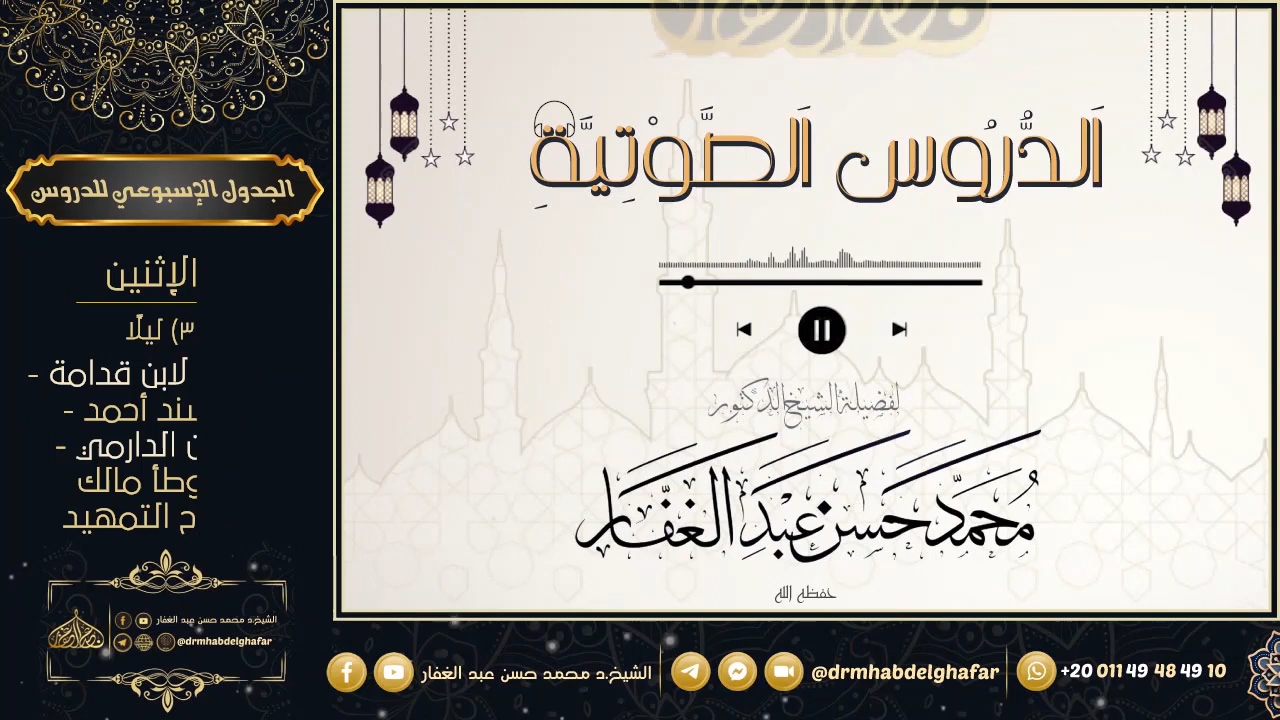 الدُّرُوس الصَّوْتِيَّةِ
لفضيلة الشيخ الدكتور
مُحَمَّد حَسَن عَبْدِ الغَفَّار
حفظه الله
الجدول الإسبوعي للدروس
الإثنين
٣) ليلًا
لابن قدامة -
ند أحمد -
الدارمي -
وطأ مالك
ح التمهيد
الشيخ.د محمد حسن عبد الغفار
@drmhabdelghafar
الشيخ.د محمد حسن عبد الغفار
@drmhabdelghafar
+20 011 49 48 49 10